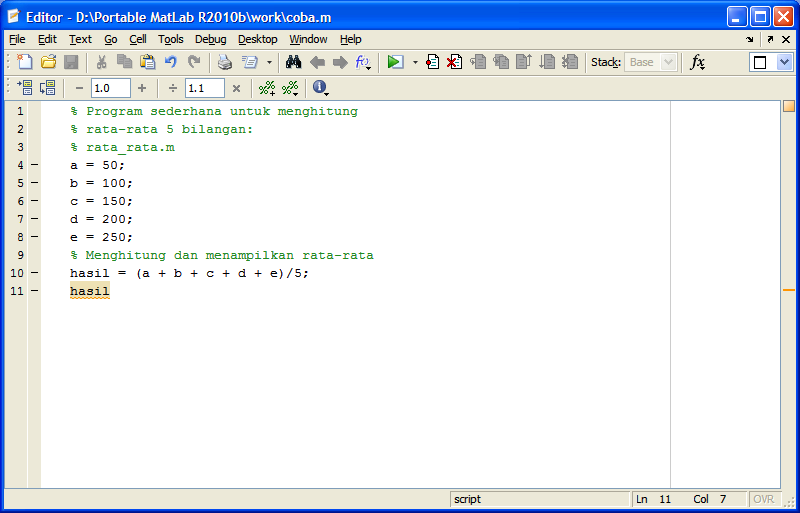 Editor - D:\Portable MatLab R2010b\work\coba.m
File Edit Text Go Cell Tools Debug Desktop Window Help
Stack: Base fx
1.0 1.1
1 % Program sederhana untuk menghitung
2 % rata-rata 5 bilangan:
3 % rata_rata.m
4 – a = 50;
5 – b = 100;
6 – c = 150;
7 – d = 200;
8 – e = 250;
9 % Menghitung dan menampilkan rata-rata
10 – hasil = (a + b + c + d + e)/5;
11 – hasil
script Ln 11 Col 7 OVR